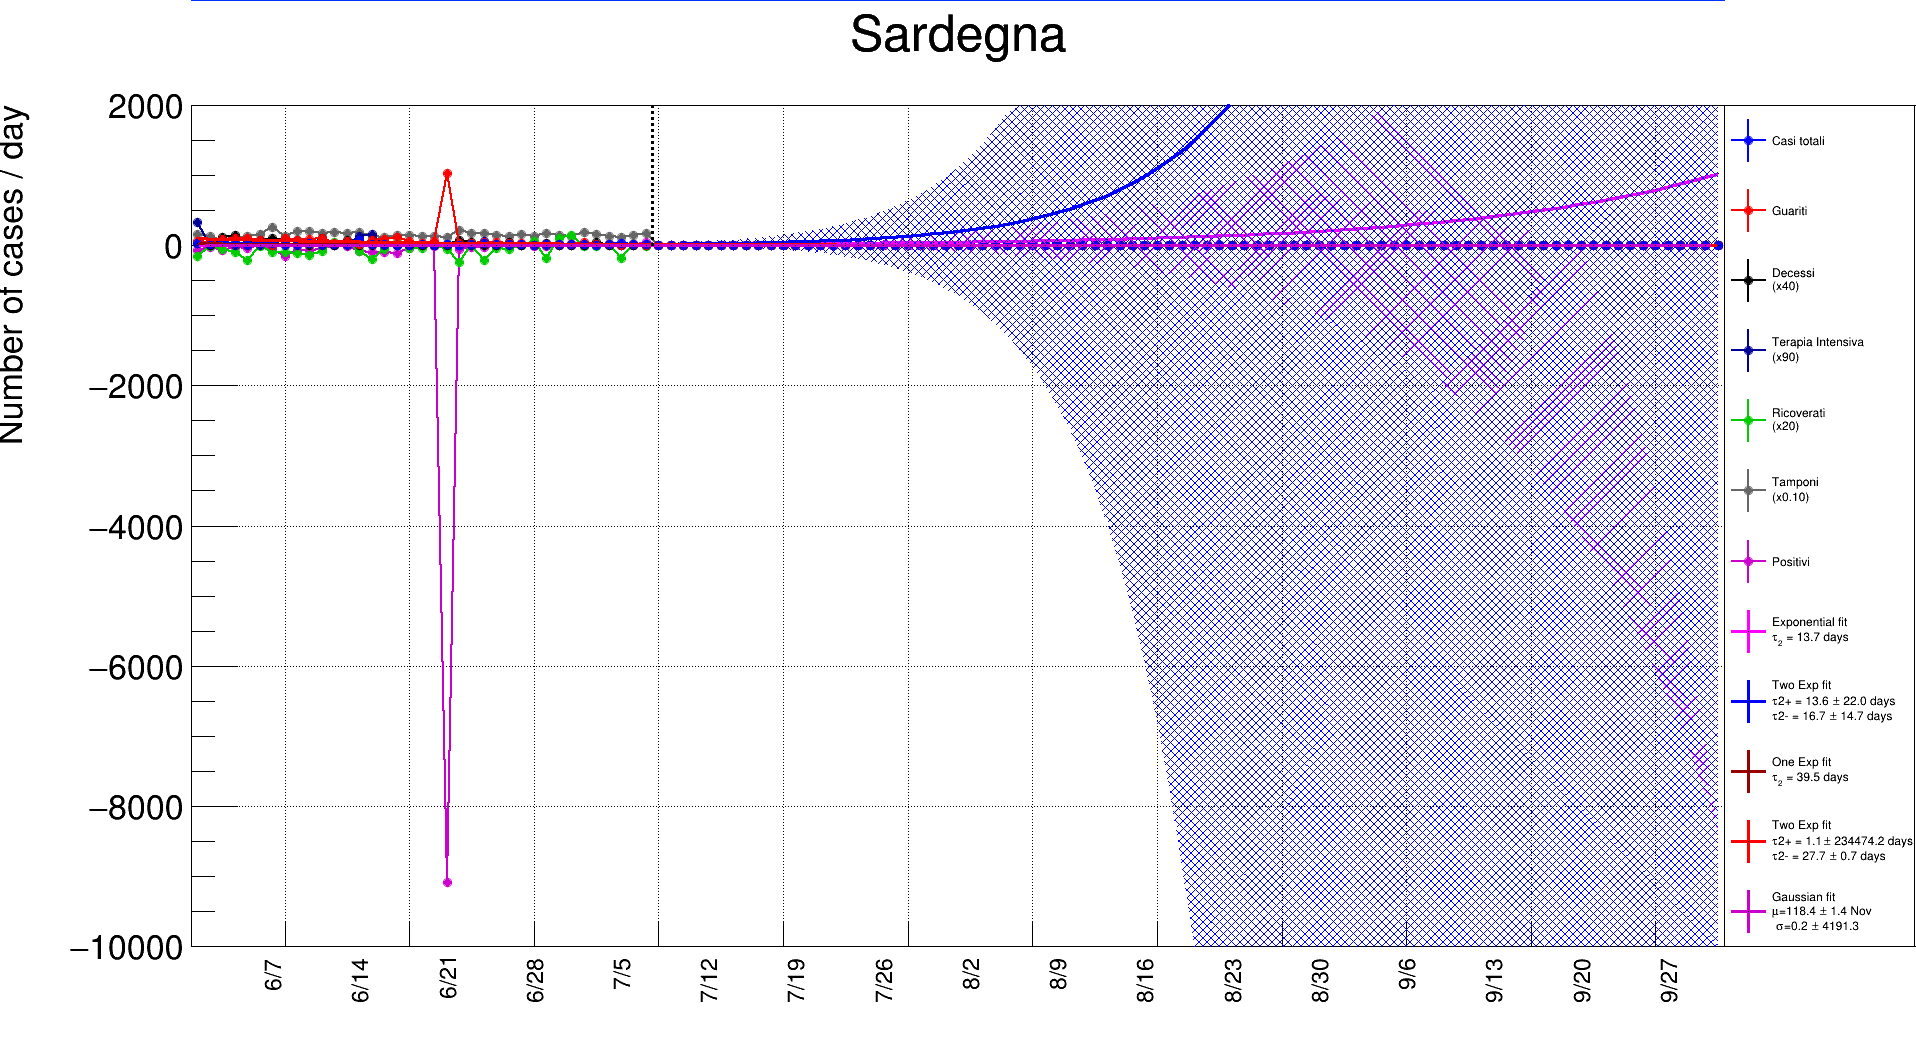 Sardegna
Number of cases / day
2000
0
−2000
−4000
−6000
−8000
−10000
6/7
6/14
6/21
6/28
7/5
7/12
7/19
7/26
8/2
8/9
8/16
8/23
8/30
9/6
9/13
9/20
9/27
Casi totali
Guariti
Decessi
(x40)
Terapia Intensiva
(x90)
Ricoverati
(x20)
Tamponi
(x0.10)
Positivi
Exponential fit
τ2 = 13.7 days
Two Exp fit
τ2+ = 13.6 ± 22.0 days
τ2- = 16.7 ± 14.7 days
One Exp fit
τ2 = 39.5 days
Two Exp fit
τ2+ = 1.1 ± 234474.2 days
τ2- = 27.7 ± 0.7 days
Gaussian fit
μ=118.4 ± 1.4 Nov
σ=0.2 ± 4191.3